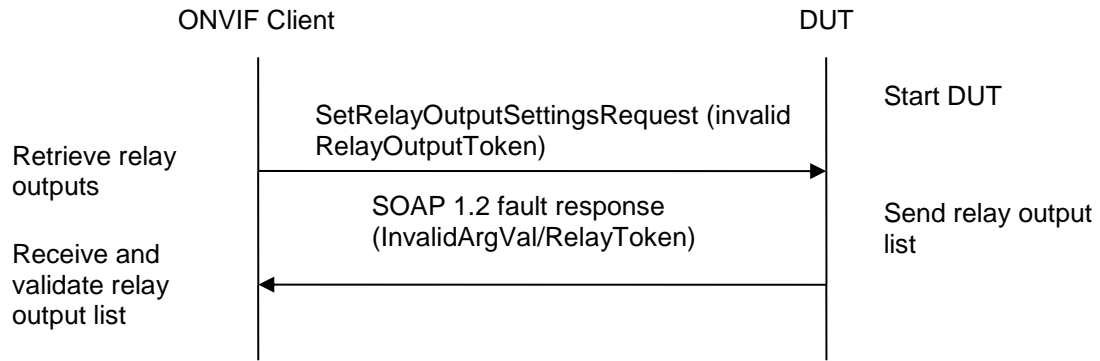 ONVIF Client
DUT
Start DUT
SetRelayOutputSettingsRequest (invalid
RelayOutputToken)
Retrieve relay
outputs
SOAP 1.2 fault response
(InvalidArgVal/RelayToken)
Send relay output
list
Receive and
validate relay
output list